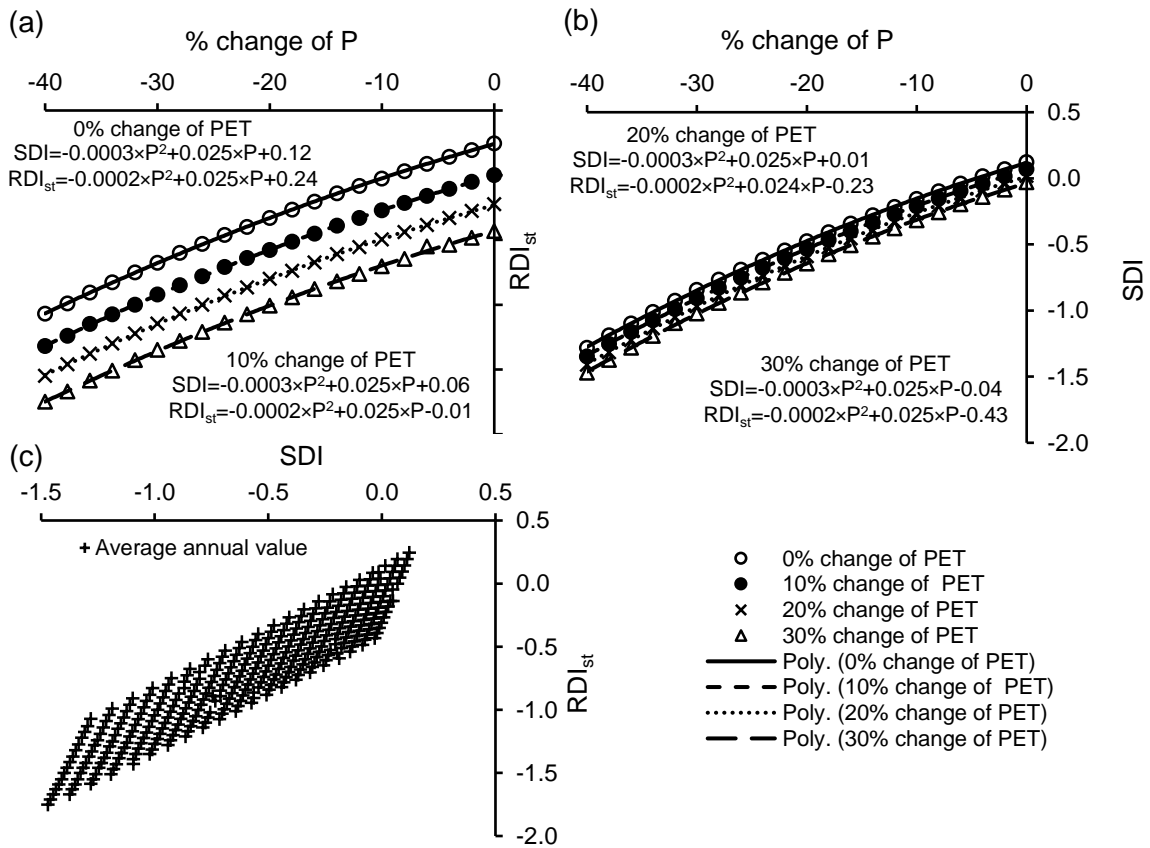 (a)
% change of P
-40 -30 -20 -10 0
0% change of PET
SDI=-0.0003×P²+0.025×P+0.12
RDIst=-0.0002×P²+0.025×P+0.24
RDIst
10% change of PET
SDI=-0.0003×P²+0.025×P+0.06
RDIst=-0.0002×P²+0.025×P-0.01
(b)
% change of P
-40 -30 -20 -10 0
0.5
0.0
-0.5
-1.0
-1.5
-2.0
SDI
20% change of PET
SDI=-0.0003×P²+0.025×P+0.01
RDIst=-0.0002×P²+0.024×P-0.23
30% change of PET
SDI=-0.0003×P²+0.025×P-0.04
RDIst=-0.0002×P²+0.025×P-0.43
(c)
SDI
-1.5 -1.0 -0.5 0.0 0.5
0.5
0.0
-0.5
-1.0
-1.5
-2.0
RDIst
+ Average annual value
0% change of PET
10% change of PET
20% change of PET
30% change of PET
Poly. (0% change of PET)
Poly. (10% change of PET)
Poly. (20% change of PET)
Poly. (30% change of PET)